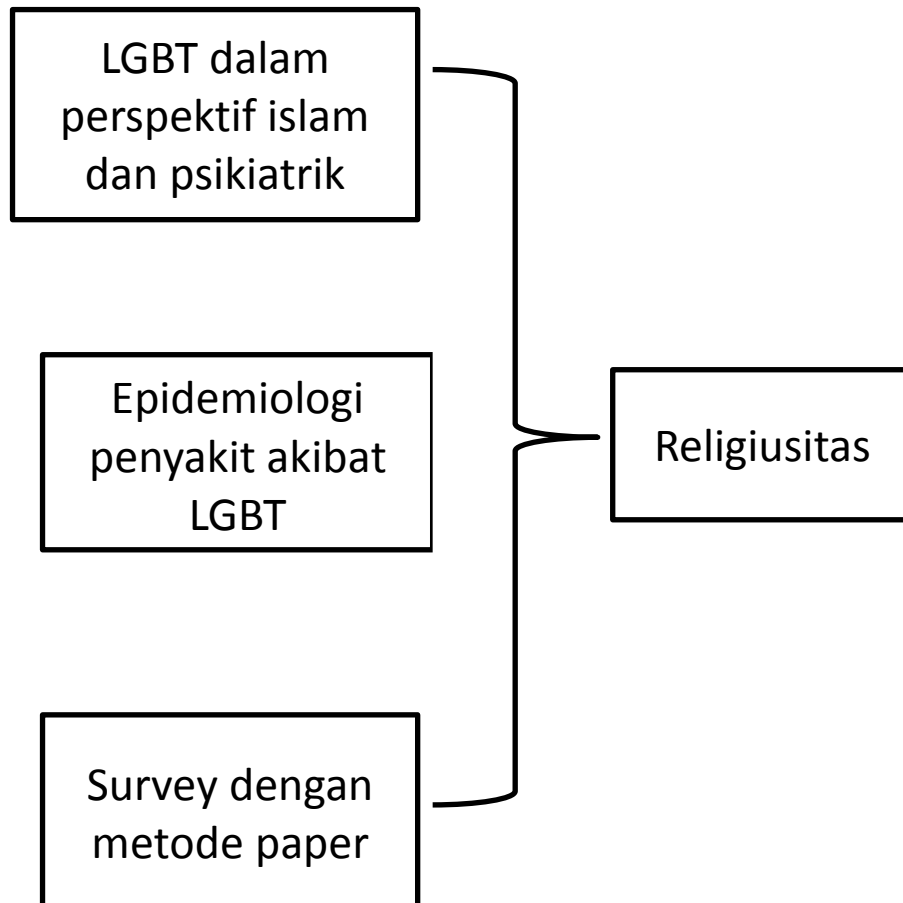 LGBT dalam
perspektif islam
dan psikiatrik
Epidemiologi
penyakit akibat
LGBT
Religiusitas
Survey dengan
metode paper